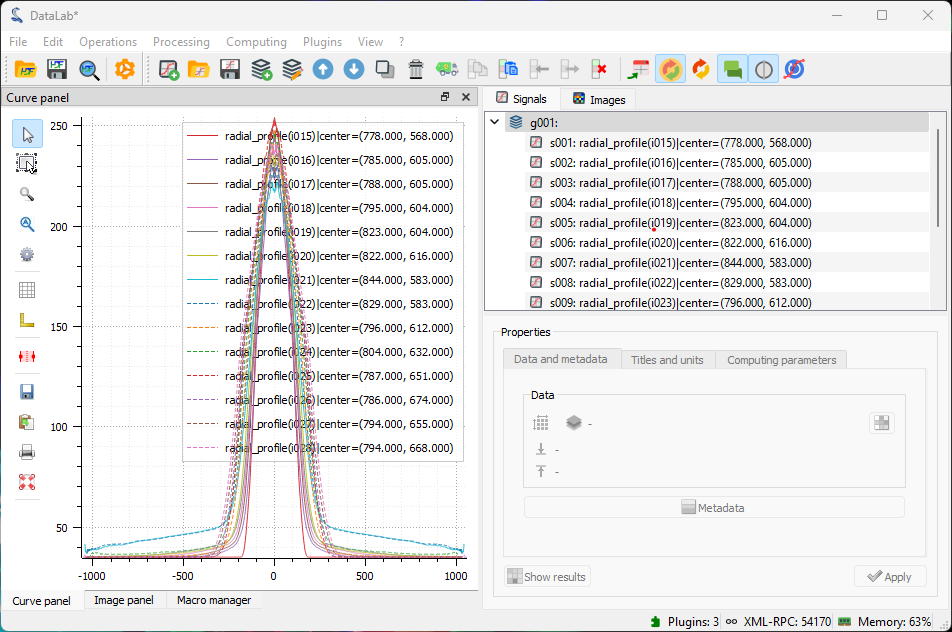 DataLab*
File Edit Operations Processing Computing Plugins View ?
Curve panel
250
200
150
100
50
-1000 -500 0 500 1000
radial_profile(i015)|center=(778.000, 568.000)
radial_profile(i016)|center=(785.000, 605.000)
radial_profile(i017)|center=(788.000, 605.000)
radial_profile(i018)|center=(795.000, 604.000)
radial_profile(i019)|center=(823.000, 604.000)
radial_profile(i020)|center=(822.000, 616.000)
radial_profile(i021)|center=(844.000, 583.000)
radial_profile(i022)|center=(829.000, 583.000)
radial_profile(i023)|center=(796.000, 612.000)
radial_profile(i024)|center=(804.000, 632.000)
radial_profile(i025)|center=(787.000, 651.000)
radial_profile(i026)|center=(786.000, 674.000)
radial_profile(i027)|center=(794.000, 655.000)
radial_profile(i028)|center=(794.000, 668.000)
Curve panel Image panel Macro manager
Signals Images
g001:
s001: radial_profile(i015)|center=(778.000, 568.000)
s002: radial_profile(i016)|center=(785.000, 605.000)
s003: radial_profile(i017)|center=(788.000, 605.000)
s004: radial_profile(i018)|center=(795.000, 604.000)
s005: radial_profile(i019)|center=(823.000, 604.000)
s006: radial_profile(i020)|center=(822.000, 616.000)
s007: radial_profile(i021)|center=(844.000, 583.000)
s008: radial_profile(i022)|center=(829.000, 583.000)
s009: radial_profile(i023)|center=(796.000, 612.000)
Properties
Data and metadata Titles and units Computing parameters
Data
-
-
-
Metadata
Show results Apply
Plugins: 3 XML-RPC: 54170 Memory: 63%